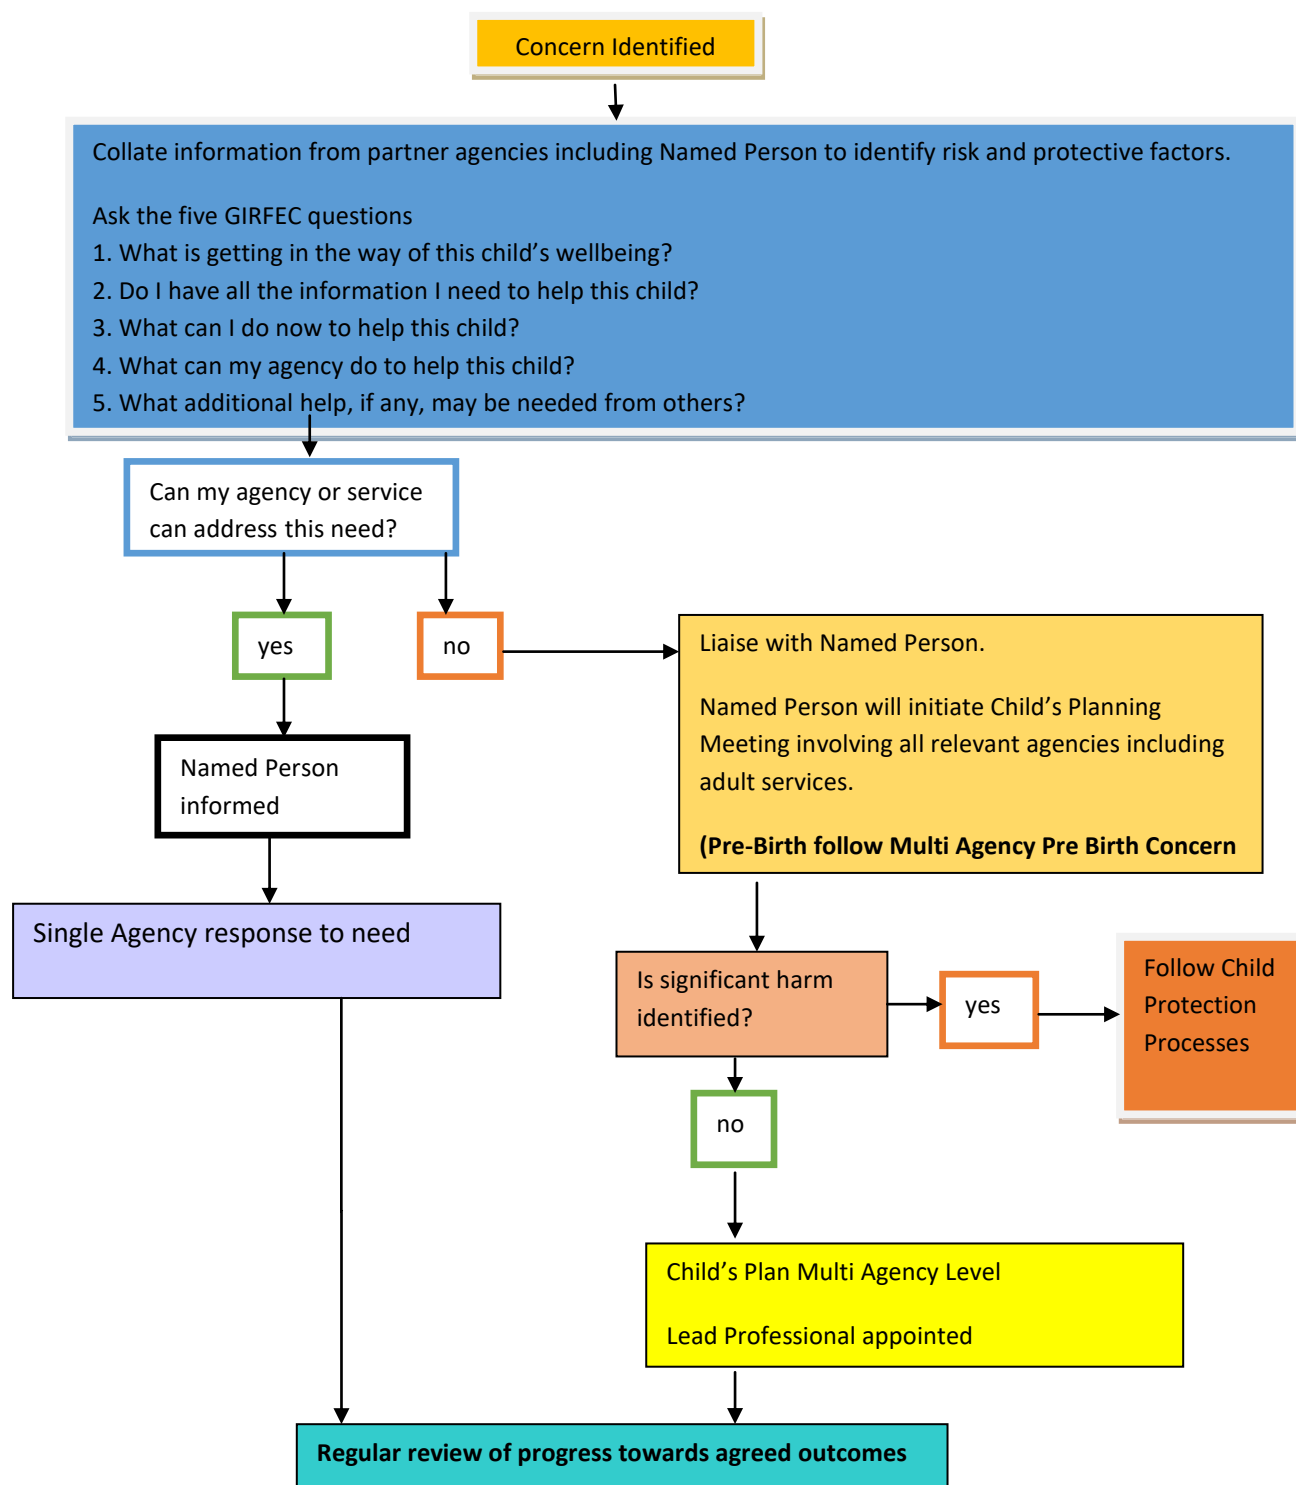 Concern Identified
Collate information from partner agencies including Named Person to identify risk and protective factors.
Ask the five GIRFEC questions
1. What is getting in the way of this child’s wellbeing?
2. Do I have all the information I need to help this child?
3. What can I do now to help this child?
4. What can my agency do to help this child?
5. What additional help, if any, may be needed from others?
Can my agency or service
can address this need?
yes
no
Named Person
informed
Single Agency response to need
Liaise with Named Person.
Named Person will initiate Child’s Planning
Meeting involving all relevant agencies including
adult services.
(Pre-Birth follow Multi Agency Pre Birth Concern
Is significant harm
identified?
yes
Follow Child
Protection
Processes
no
Child’s Plan Multi Agency Level
Lead Professional appointed
Regular review of progress towards agreed outcomes